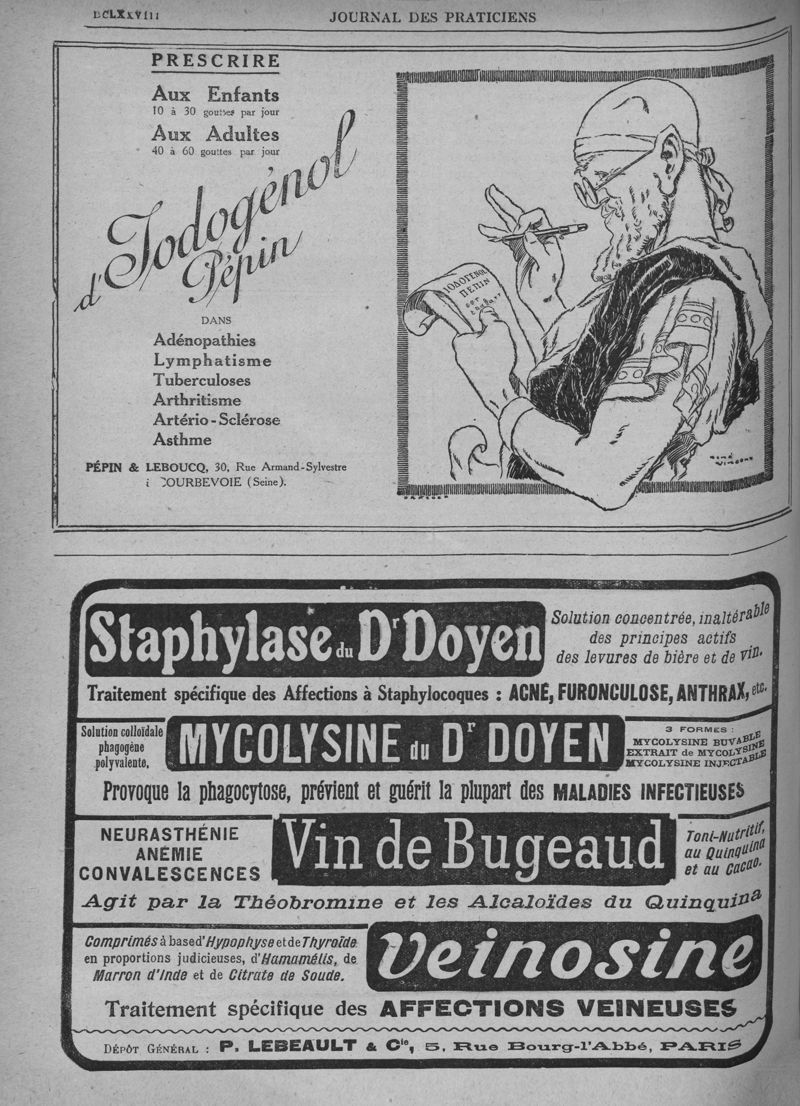 DCLXXVIII
JOURNAL DES PRATICIENS
PRESCRIRE
Aux Enfants
10 à 30 gouttes par jour
Aux Adultes
40 à 60 gouttes par jour
d'Iodogénol
Pépin
DANS
Adénopathies
Lymphatisme
Tuberculoses
Arthritisme
Artério-Sclérose
Asthme
PÉPIN & LEBOUCQ, 30, Rue Armand-Sylvestre
à COURBEVOIE (Seine).
ΙΟΔΟΓΕΝΟΛ
ΠΕΠΙΝ
RENÉ
VINCENT
Staphylase du Dr Doyen
Solution concentrée, inaltérable
des principes actifs
des levures de bière et de vin.
Traitement spécifique des Affections à Staphylocoques : ACNÉ, FURONCULOSE, ANTHRAX, etc.
Solution colloïdale
phagogène
polyvalente,
MYCOLYSINE du Dr DOYEN
3 FORMES :
MYCOLYSINE BUVABLE
EXTRAIT de MYCOLYSINE
MYCOLYSINE INJECTABLE
Provoque la phagocytose, prévient et guérit la plupart des MALADIES INFECTIEUSES
NEURASTHÉNIE
ANÉMIE
CONVALESCENCES
Vin de Bugeaud
Toni-Nutritif,
au Quinquina
et au Cacao.
Agit par la Théobromine et les Alcaloïdes du Quinquina
Comprimés à base d'Hypophyse et de Thyroïde
en proportions judicieuses, d'Hamamélis, de
Marron d'Inde et de Citrate de Soude.
Veinosine
Traitement spécifique des AFFECTIONS VEINEUSES
DÉPÔT GÉNÉRAL : P. LEBEAULT & Cie, 5, Rue Bourg-l'Abbé, PARIS